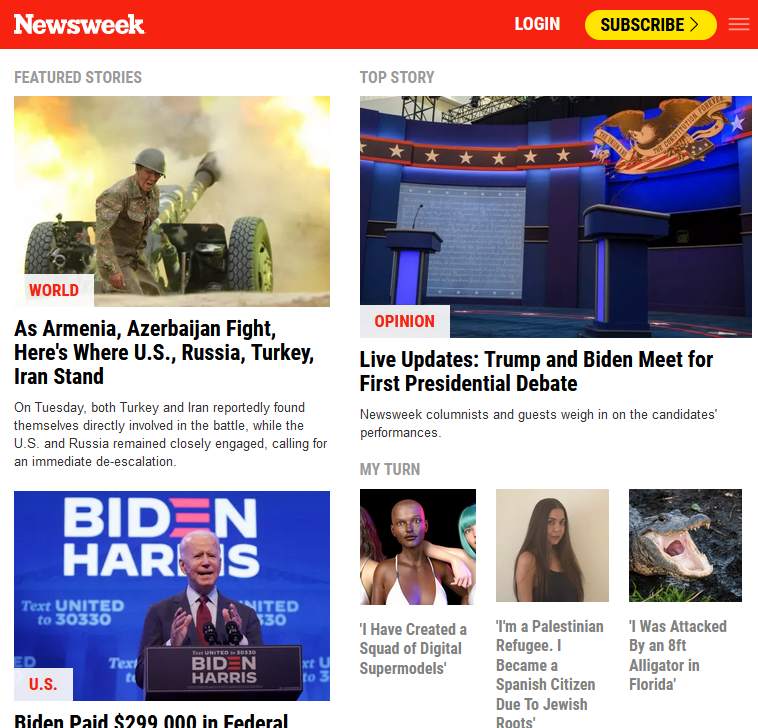 Newsweek
LOGIN
SUBSCRIBE
FEATURED STORIES
WORLD
As Armenia, Azerbaijan Fight,
Here's Where U.S., Russia, Turkey,
Iran Stand
On Tuesday, both Turkey and Iran reportedly found
themselves directly involved in the battle, while the
U.S. and Russia remained closely engaged, calling for
an immediate de-escalation.
BIDEN
HARRIS
Text UNITED
to 30330
Text UNITED to 30330
BIDEN
HARRIS
U.S.
Biden Paid $299,000 in Federal
TOP STORY
THE CONSTITUTION FOREVER
OPINION
Live Updates: Trump and Biden Meet for
First Presidential Debate
Newsweek columnists and guests weigh in on the candidates'
performances.
MY TURN
'I Have Created a
Squad of Digital
Supermodels'
'I'm a Palestinian
Refugee. I
Became a
Spanish Citizen
Due To Jewish
Roots'
'I Was Attacked
By an 8ft
Alligator in
Florida'